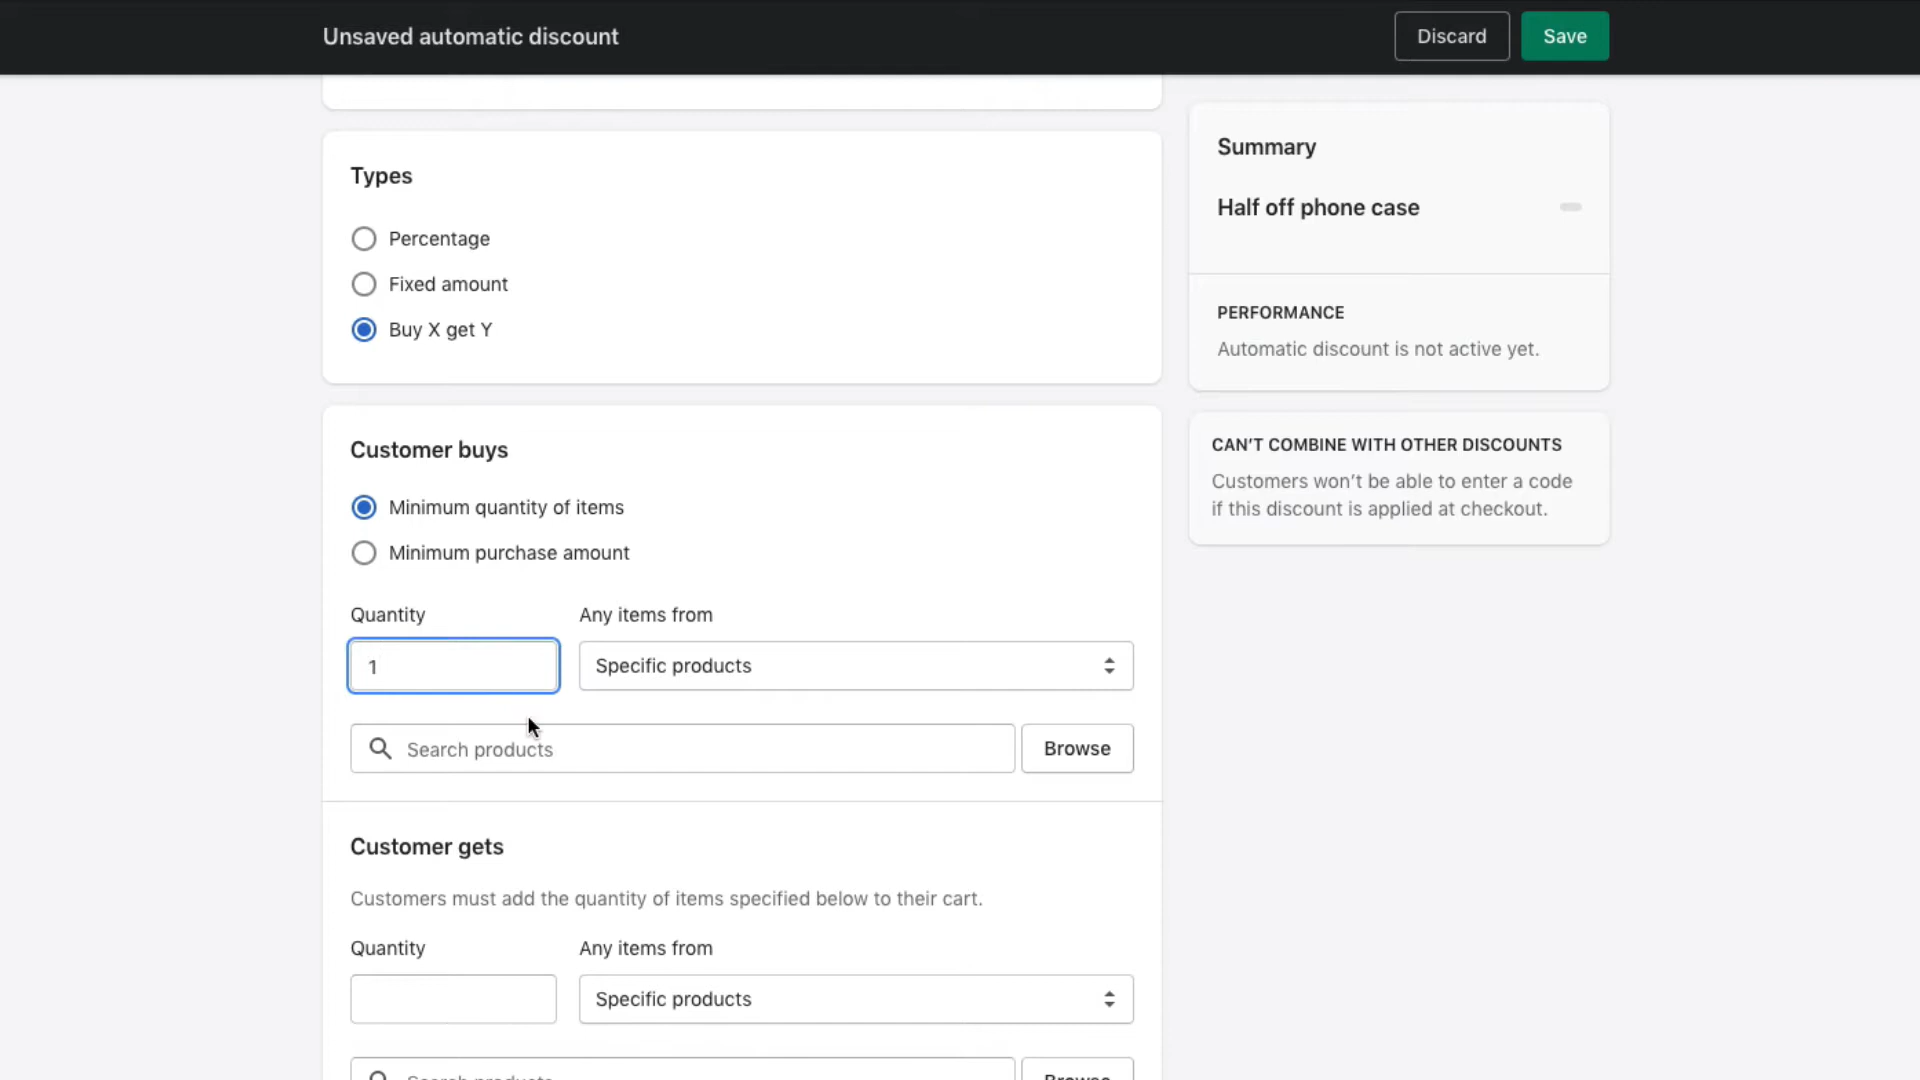 Unsaved automatic discount
Discard
Save
Types
Percentage
Fixed amount
Buy X get Y
Summary
Half off phone case
PERFORMANCE
Automatic discount is not active yet.
CAN'T COMBINE WITH OTHER DISCOUNTS
Customers won't be able to enter a code
if this discount is applied at checkout.
Customer buys
Minimum quantity of items
Minimum purchase amount
Quantity
Any items from
1
Specific products
Search products
Browse
Customer gets
Customers must add the quantity of items specified below to their cart.
Quantity
Any items from
Specific products
Search products
Browse